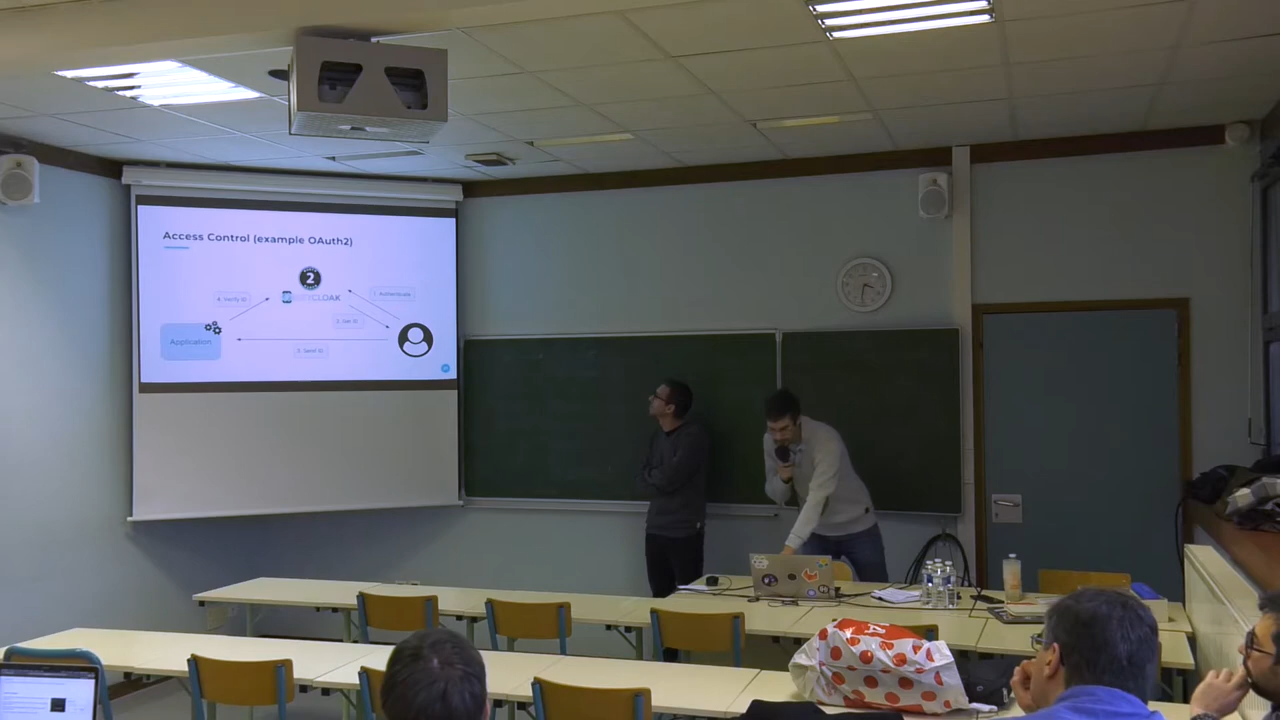 Access Control (example OAuth2)
2
KEYCLOAK
4. Verify ID
1. Authenticate
2. Get ID
Application
3. Send ID